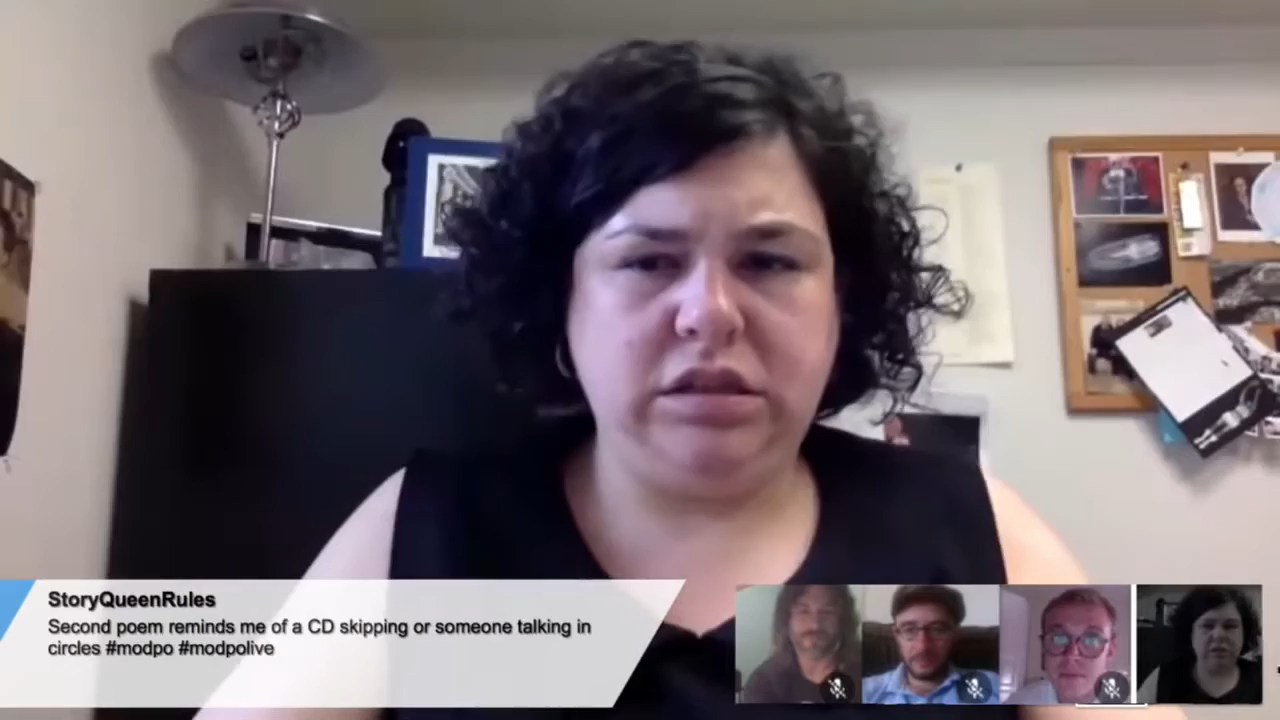 StoryQueenRules
Second poem reminds me of a CD skipping or someone talking in
circles #modpo #modpolive